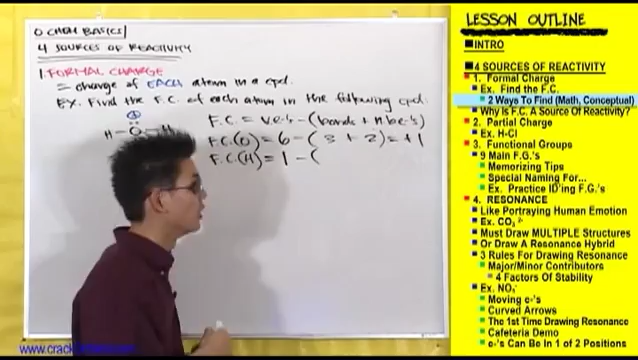 O CHEM BASICS/
4 SOURCES OF REACTIVITY
1. FORMAL CHARGE
= charge of EACH atom in a cpd.
EX. Find the F.C. of each atom in the following cpd:
⊕
H-O-H
F.C = v.e.s - (bonds + n.b.e.'s)
F.C.(O) = 6 - (3 + 2) = +1
F.C.(H) = 1 - (
www.crack
LESSON OUTLINE
INTRO
4 SOURCES OF REACTIVITY
1. Formal Charge
Ex. Find the F.C.
2 Ways To Find (Math, Conceptual)
Why Is F.C. A Source Of Reactivity?
2. Partial Charge
Ex. H-Cl
3. Functional Groups
9 Main F.G.'s
Memorizing Tips
Special Naming For...
Ex. Practice ID'ing F.G.'s
4. RESONANCE
Like Portraying Human Emotion
Ex. CO₃²⁻
Must Draw MULTIPLE Structures
Or Draw A Resonance Hybrid
3 Rules For Drawing Resonance
Major/Minor Contributors
4 Factors Of Stability
Ex. NO₃⁻
Moving e-'s
Curved Arrows
The 1st Time Drawing Resonance
Cafeteria Demo
e-'s Can Be In 1 of 2 Positions